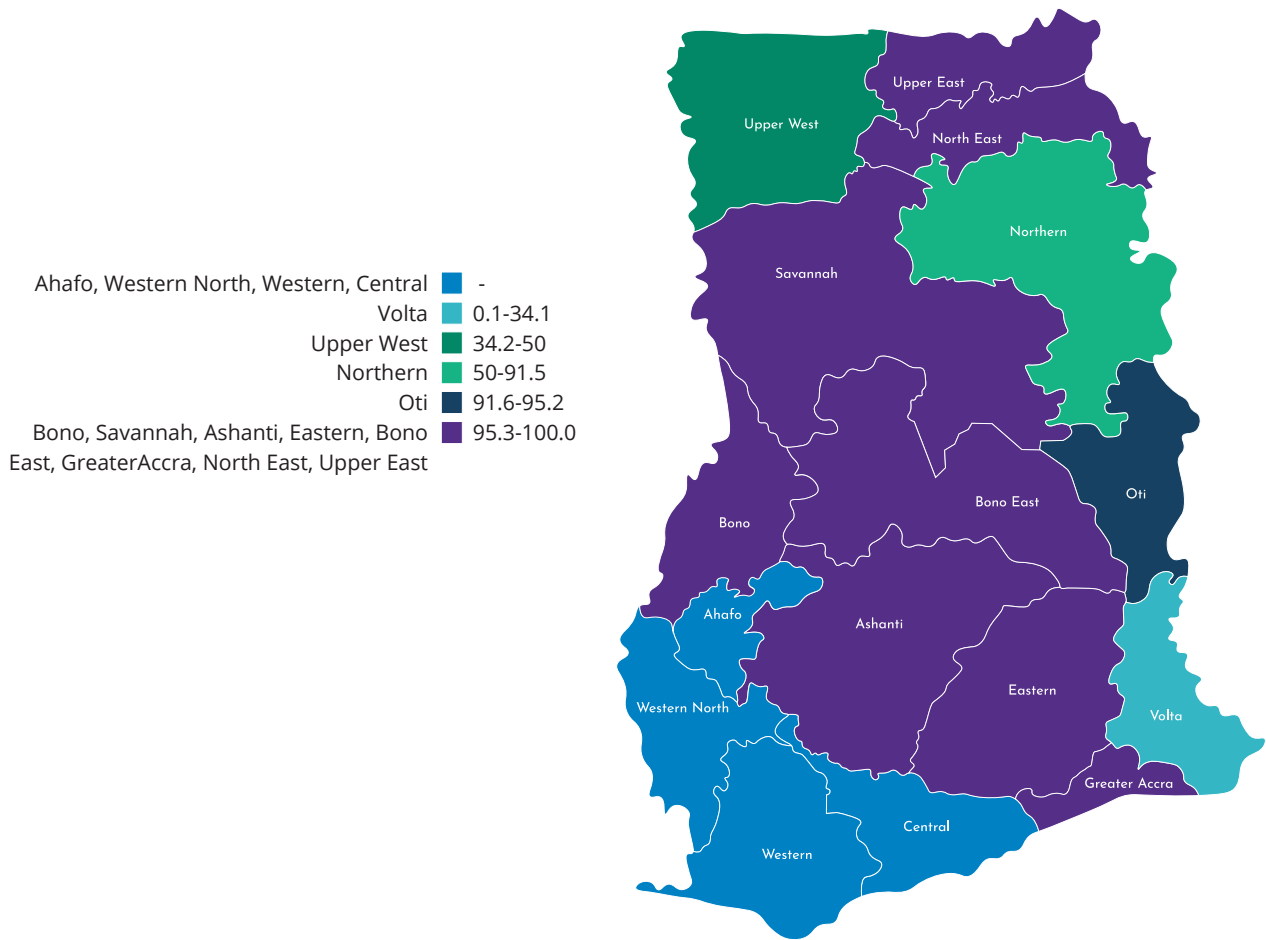 Ahafo, Western North, Western, Central -
Volta 0.1-34.1
Upper West 34.2-50
Northern 50-91.5
Oti 91.6-95.2
Bono, Savannah, Ashanti, Eastern, Bono 95.3-100.0
East, GreaterAccra, North East, Upper East
Upper East
Upper West
North East
Northern
Savannah
Oti
Bono East
Bono
Ahafo
Ashanti
Eastern
Western North
Volta
Greater Accra
Central
Western